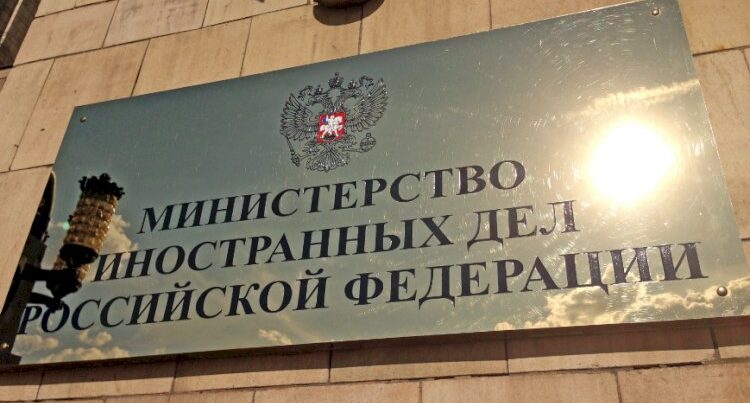 МИНИСТЕРСТВО
ИНОСТРАННЫХ ДЕЛ
РОССИЙСКОЙ ФЕДЕРАЦИИ